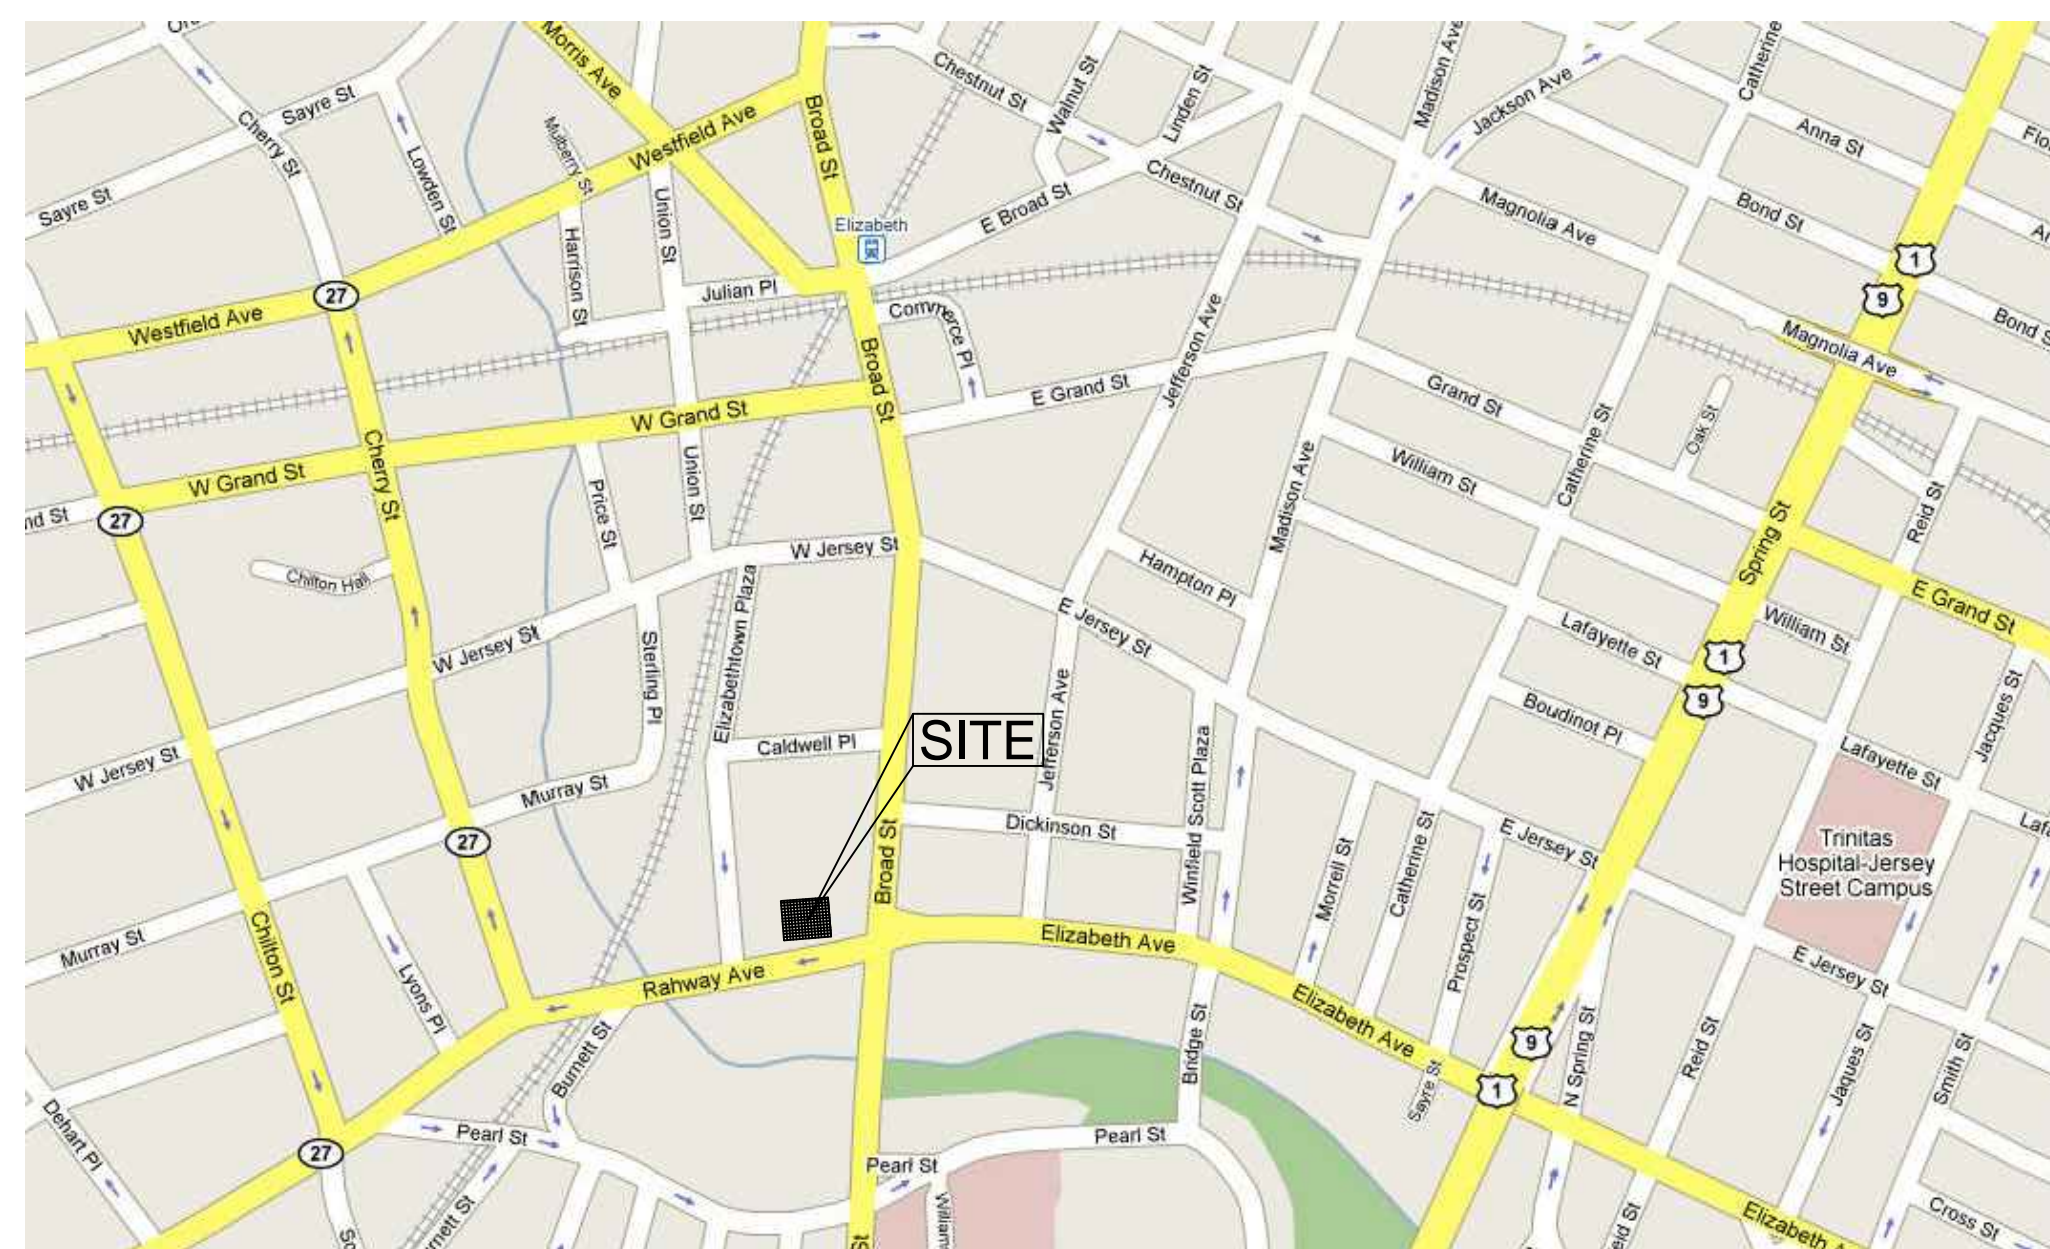 Morris Ave
Sayre St
Cherry St
Lowden St
Sayre St
Mulberry St
Westfield Ave
Union St
Harrison St
Broad St
Elizabeth
Chestnut St
Walnut St
Linden St
Madison Ave
Jackson Ave
Catherine
Anna St
Bond St
Magnolia Ave
Chestnut St
E Broad St
27
Westfield Ave
Julian Pl
Commerce Pl
Broad St
Jefferson Ave
1
9
Bond S
Magnolia Ave
W Grand St
E Grand St
Grand St
Oak St
Catherine St
William St
Madison Ave
Reid St
Spring St
W Grand St
27
Cherry St
Union St
Price St
Chilton Hall
W Jersey St
Hampton Pl
E Grand St
E Jersey St
William St
Lafayette St
1
9
Boudinot Pl
W Jersey St
Sterling Pl
Elizabethtown Plaza
Caldwell Pl
SITE
Jefferson Ave
Winfield Scott Plaza
Jacques St
Lafayette St
W Jersey St
Murray St
27
Dickinson St
Broad St
Morrell St
Catherine St
Prospect St
E Jersey St
Trinitas
Hospital-Jersey
Street Campus
Chilton St
Murray St
Lyons Pl
Rahway Ave
Elizabeth Ave
Elizabeth Ave
E Jersey St
Burnett St
Bridge St
9
1
Sayre St
N Spring St
Reid St
Jaques St
Smith St
Dehart Pl
27
Pearl St
Pearl St
Pearl St
Elizabeth A
Cross St